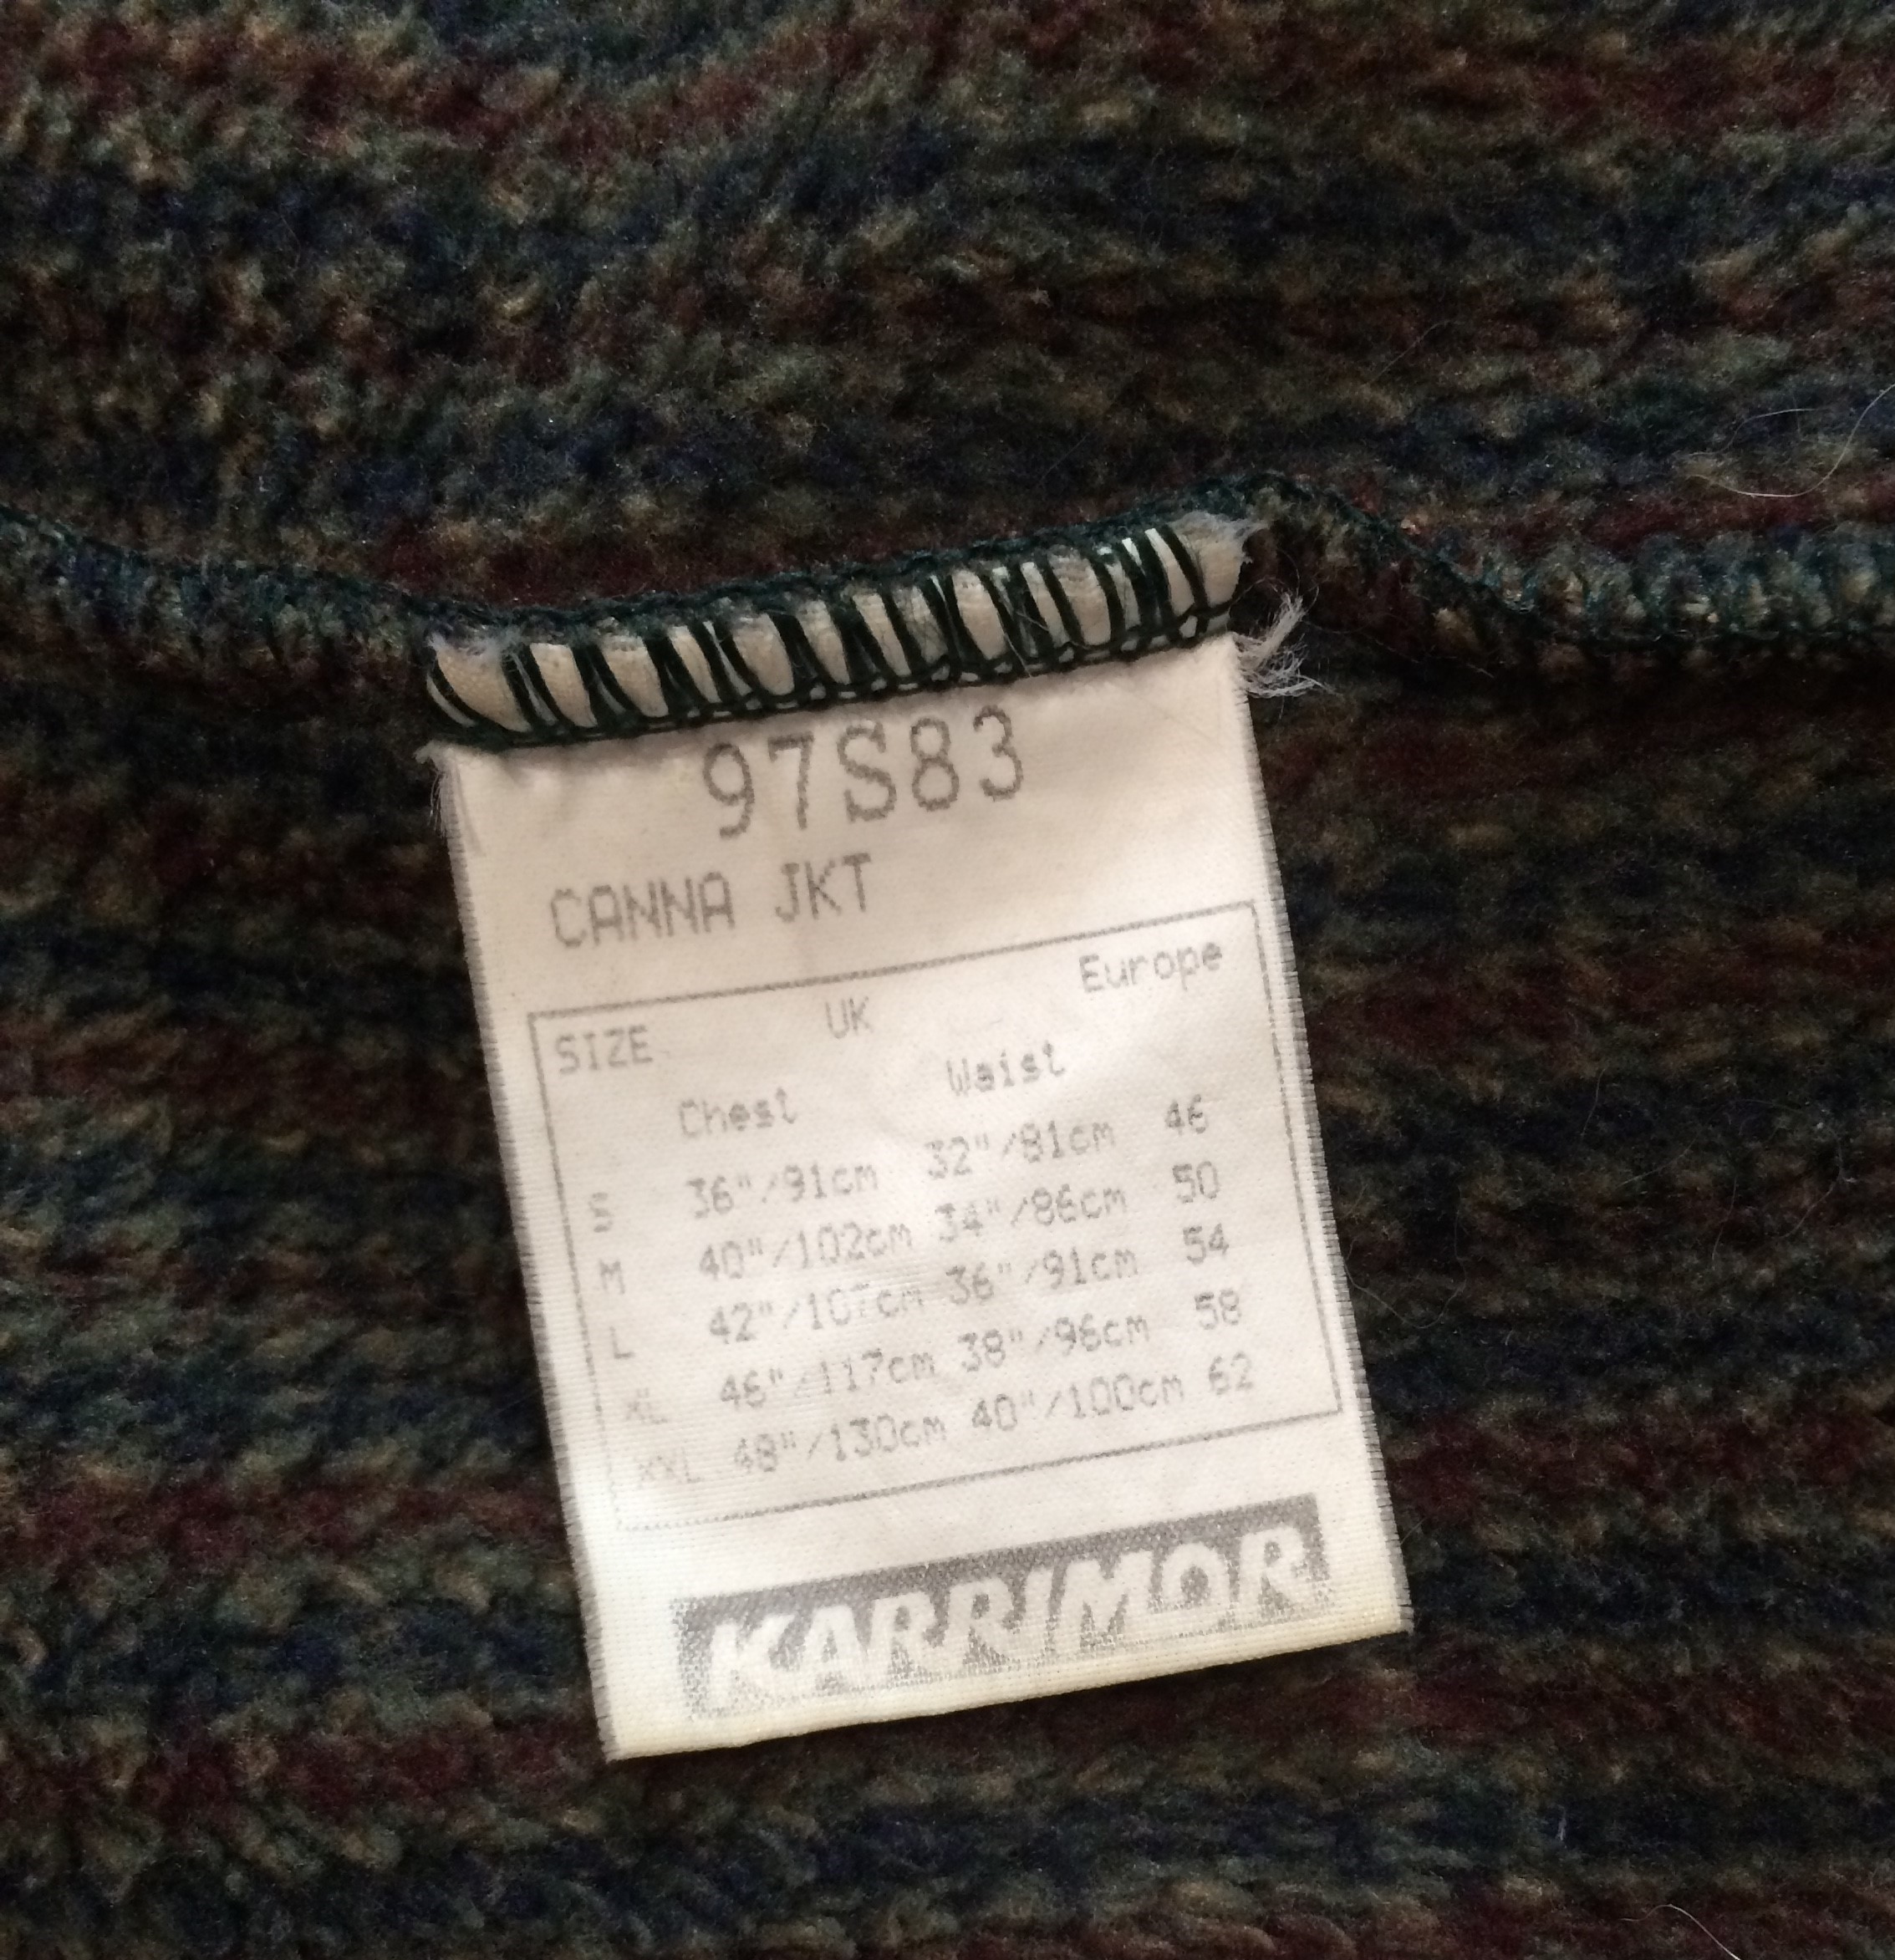 97S83
CANNA JKT
SIZE UK Europe
Chest Waist
S 36"/91cm 32"/81cm 46
M 40"/102cm 34"/86cm 50
L 42"/107cm 36"/91cm 54
XL 46"/117cm 38"/96cm 58
XXL 48"/130cm 40"/100cm 62
KARRIMOR